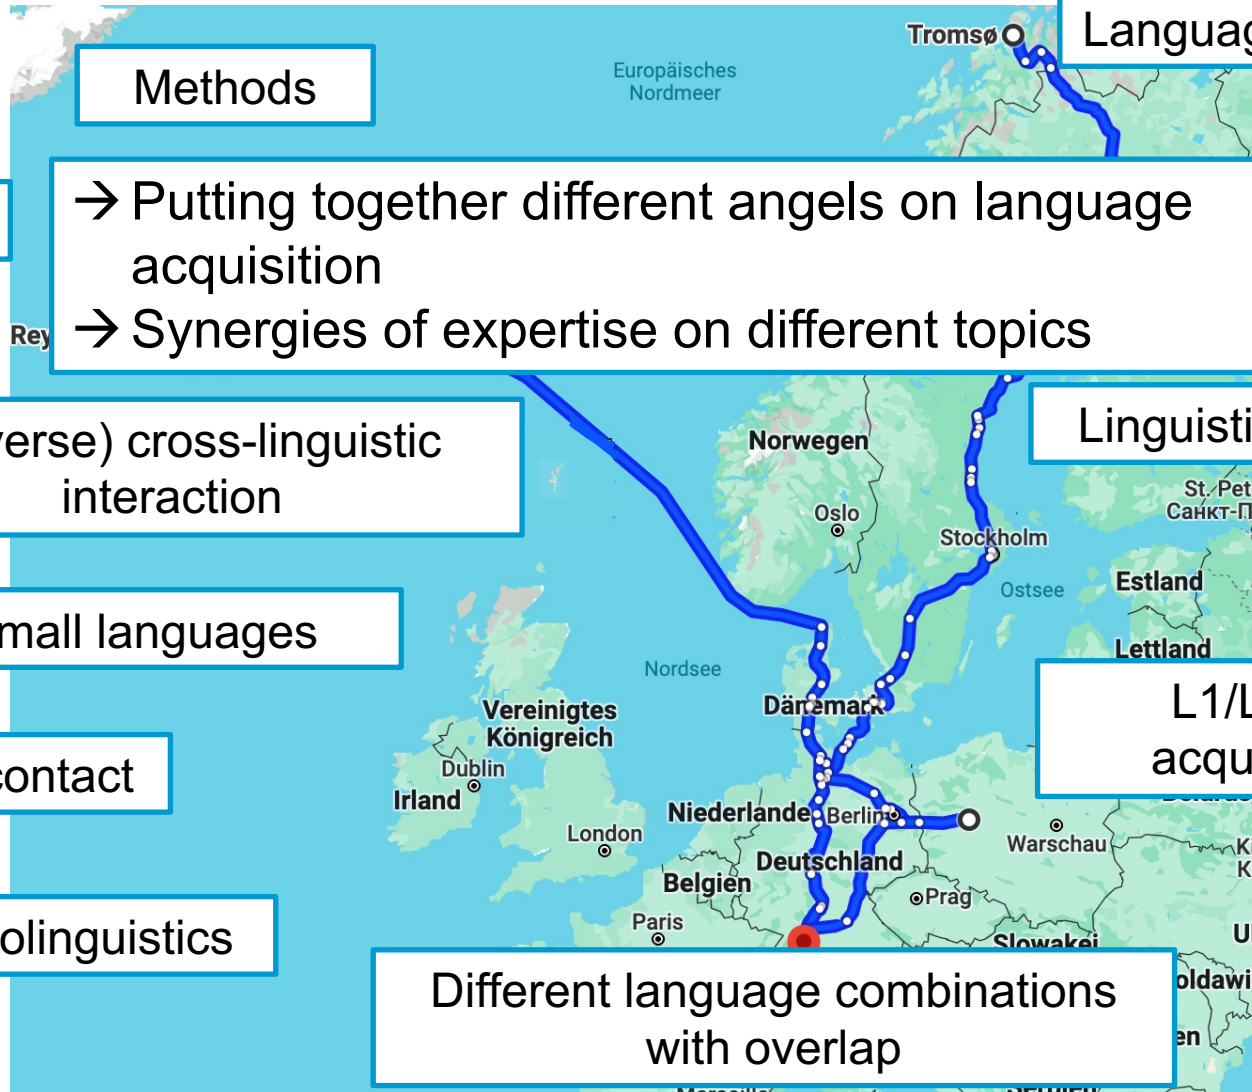 Tromsø
Languag
Methods
Europäisches
Nordmeer
→ Putting together different angels on language
acquisition
→ Synergies of expertise on different topics
Rey
verse) cross-linguistic
interaction
Norwegen
Linguisti
Oslo
St. Pet
Санкт-П
Stockholm
Estland
Ostsee
mall languages
Lettland
Nordsee
Dänemark
L1/L
acqu
Vereinigtes
Königreich
contact
Dublin
Irland
Niederlande
Berlin
London
Warschau
Deutschland
Belgien
Prag
Paris
olinguistics
Slowakei
U
oldawi
Different language combinations
with overlap
en